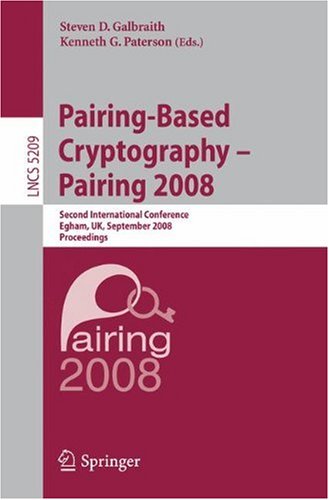 Steven D. Galbraith
Kenneth G. Paterson (Eds.)
LNCS 5209
Pairing-Based
Cryptography –
Pairing 2008
Second International Conference
Egham, UK, September 2008
Proceedings
Pairing
2008
Springer